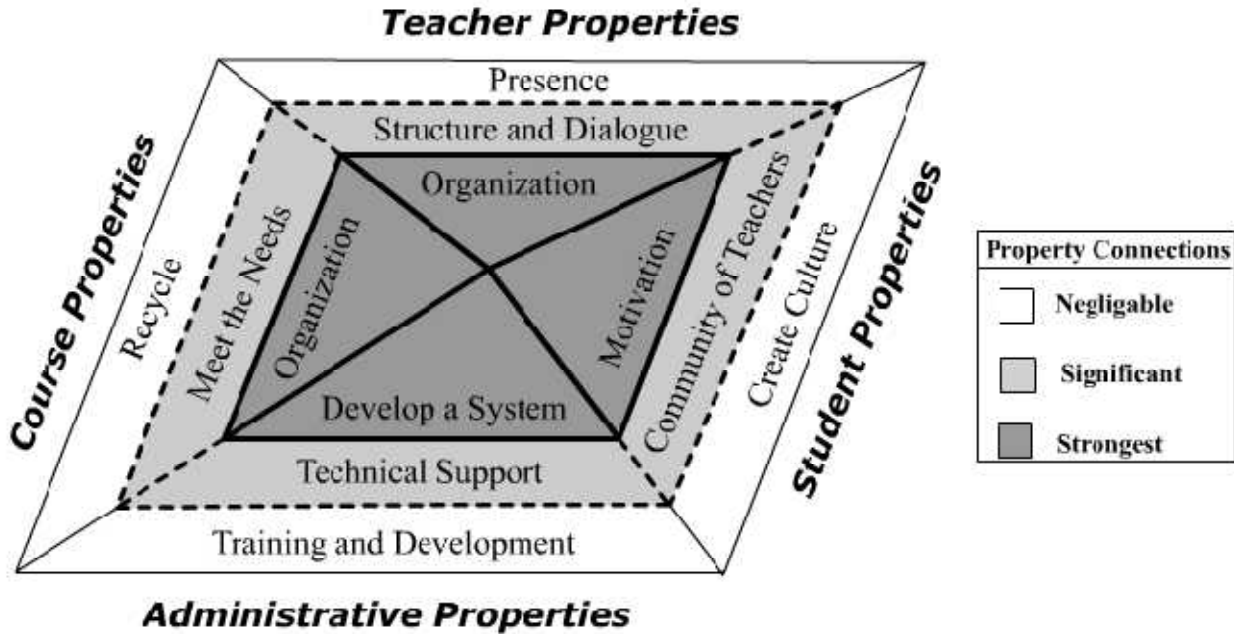 Teacher Properties
Presence
Structure and Dialogue
Organization
Course Properties
Recycle
Meet the Needs
Organization
Motivation
Community of Teachers
Create Culture
Student Properties
Develop a System
Technical Support
Training and Development
Administrative Properties
Property Connections
Negligable
Significant
Strongest